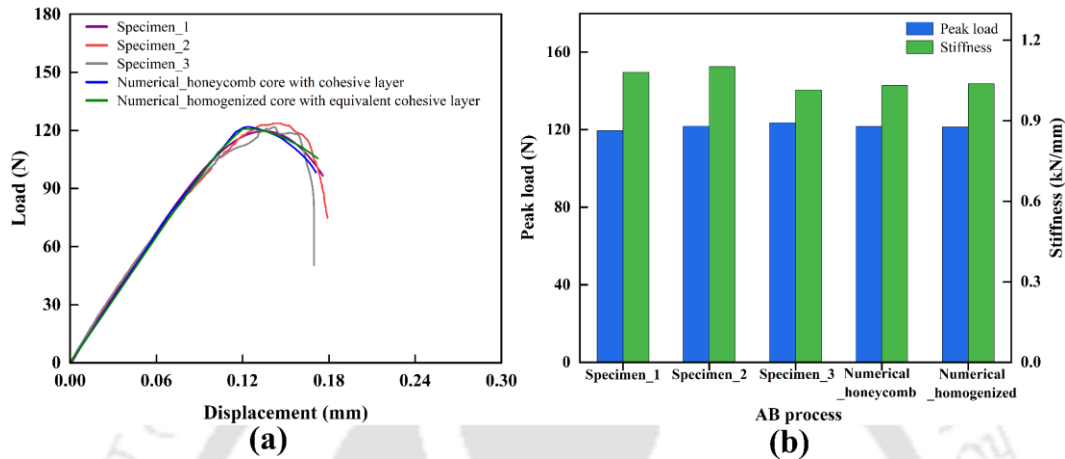 180
150
120
90
60
30
0
Load (N)
Specimen_1
Specimen_2
Specimen_3
Numerical_honeycomb core with cohesive layer
Numerical_homogenized core with equivalent cohesive layer
0.00 0.06 0.12 0.18 0.24 0.30
Displacement (mm)
(a)
160
120
80
40
0
Peak load (N)
Peak load
Stiffness
1.2
0.9
0.6
0.3
0.0
Stiffness (kN/mm)
Specimen_1 Specimen_2 Specimen_3 Numerical Numerical
_honeycomb _homogenized
AB process
(b)